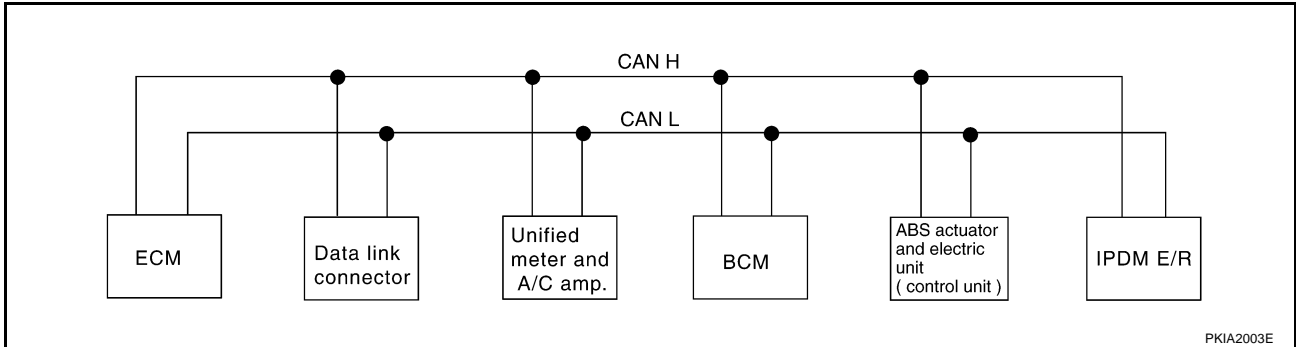 CAN H
CAN L
ECM
Data link
connector
Unified
meter and
A/C amp.
BCM
ABS actuator
and electric
unit
( control unit )
IPDM E/R
PKIA2003E